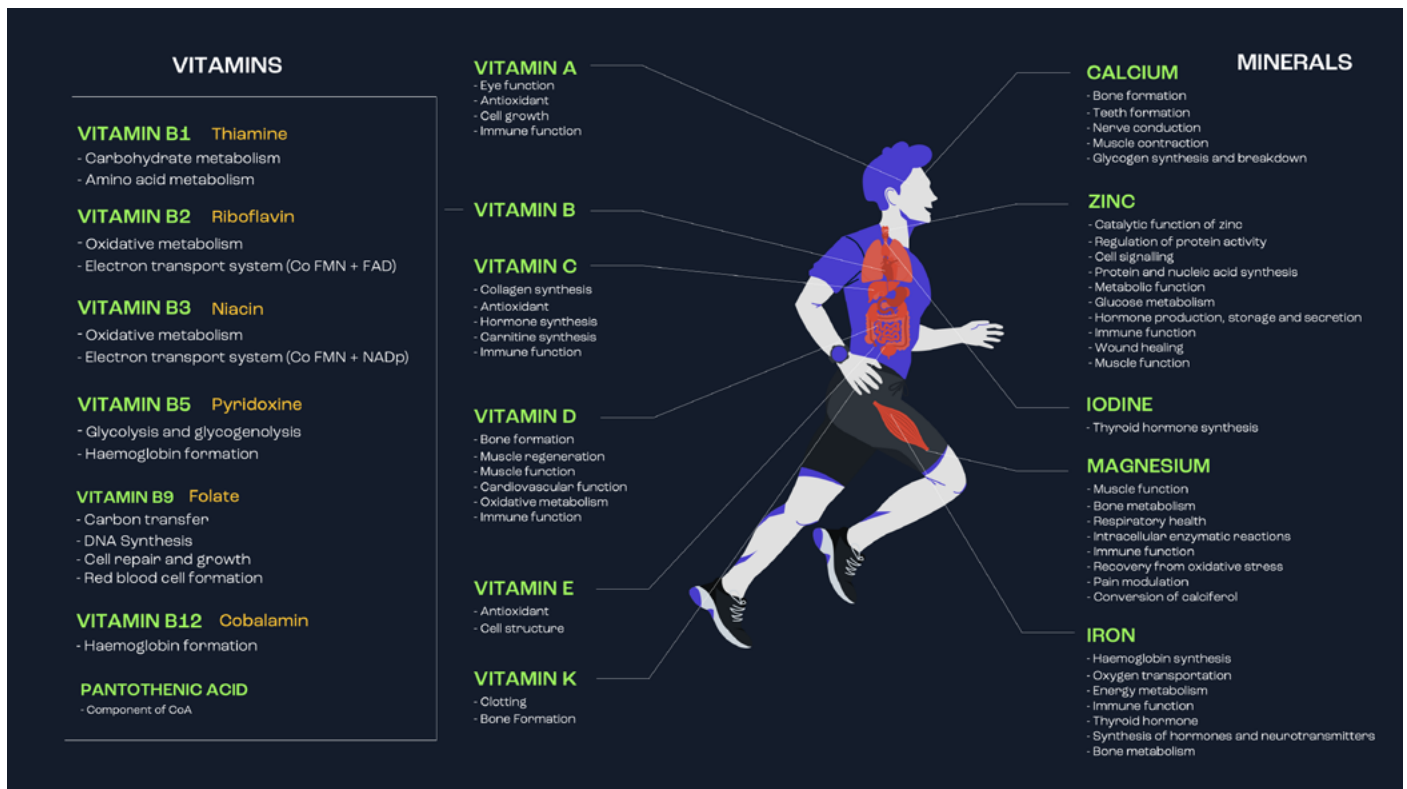 VITAMINS
VITAMIN B1 Thiamine
- Carbohydrate metabolism
- Amino acid metabolism
VITAMIN B2 Riboflavin
- Oxidative metabolism
- Electron transport system (Co FMN + FAD)
VITAMIN B3 Niacin
- Oxidative metabolism
- Electron transport system (Co FMN + NADp)
VITAMIN B5 Pyridoxine
- Glycolysis and glycogenolysis
- Haemoglobin formation
VITAMIN B9 Folate
- Carbon transfer
- DNA Synthesis
- Cell repair and growth
- Red blood cell formation
VITAMIN B12 Cobalamin
- Haemoglobin formation
PANTOTHENIC ACID
- Component of CoA
VITAMIN A
- Eye function
- Antioxidant
- Cell growth
- Immune function
VITAMIN B
VITAMIN C
- Collagen synthesis
- Antioxidant
- Hormone synthesis
- Carnitine synthesis
- Immune function
VITAMIN D
- Bone formation
- Muscle regeneration
- Muscle function
- Cardiovascular function
- Oxidative metabolism
- Immune function
VITAMIN E
- Antioxidant
- Cell structure
VITAMIN K
- Clotting
- Bone Formation
MINERALS
CALCIUM
- Bone formation
- Teeth formation
- Nerve conduction
- Muscle contraction
- Glycogen synthesis and breakdown
ZINC
- Catalytic function of zinc
- Regulation of protein activity
- Cell signalling
- Protein and nucleic acid synthesis
- Metabolic function
- Glucose metabolism
- Hormone production, storage and secretion
- Immune function
- Wound healing
- Muscle function
IODINE
- Thyroid hormone synthesis
MAGNESIUM
- Muscle function
- Bone metabolism
- Respiratory health
- Intracellular enzymatic reactions
- Immune function
- Recovery from oxidative stress
- Pain modulation
- Conversion of calciferol
IRON
- Haemoglobin synthesis
- Oxygen transportation
- Energy metabolism
- Immune function
- Thyroid hormone
- Synthesis of hormones and neurotransmitters
- Bone metabolism